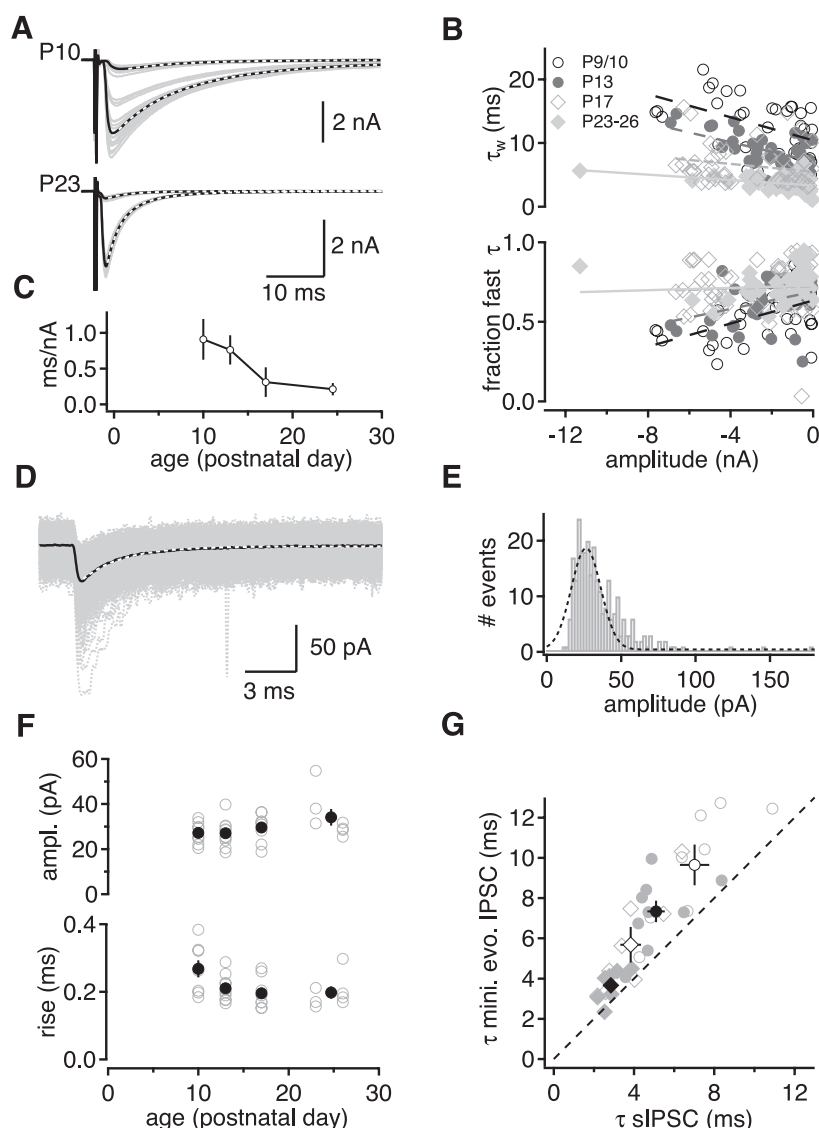 A
P10
2 nA
P23
2 nA
10 ms
B
P9/10
P13
P17
P23-26
τw (ms)
20
10
0
fraction fast τ
1.0
0.5
0.0
-12
-8
-4
0
amplitude (nA)
C
ms/nA
1.0
0.5
0.0
0
10
20
30
age (postnatal day)
D
50 pA
3 ms
E
# events
20
10
0
0
50
100
150
amplitude (pA)
F
ampl. (pA)
60
40
20
0
rise (ms)
0.4
0.2
0.0
0
10
20
30
age (postnatal day)
G
τ mini. evo. IPSC (ms)
12
10
8
6
4
2
0
0
4
8
12
τ sIPSC (ms)